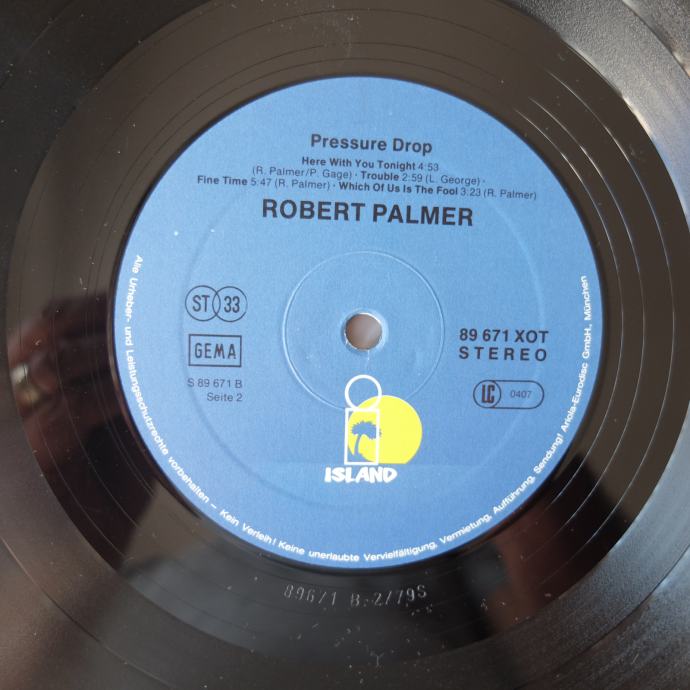 Pressure Drop
Here With You Tonight 4:53
(R. Palmer/P. Gage) · Trouble 2:59 (L. George) ·
Fine Time 5:47 (R. Palmer) · Which Of Us Is The Fool 3:23 (R. Palmer)
ROBERT PALMER
ST 33
GEMA
S 89 671 B
Seite 2
89 671 XOT
STEREO
LC 0407
ISLAND
Alle Urheber- und Leistungsschutzrechte vorbehalten – Kein Verleih! Keine unerlaubte Vervielfältigung, Vermietung, Aufführung, Sendung! Ariola-Eurodisc GmbH., München
89671 B-2/79S